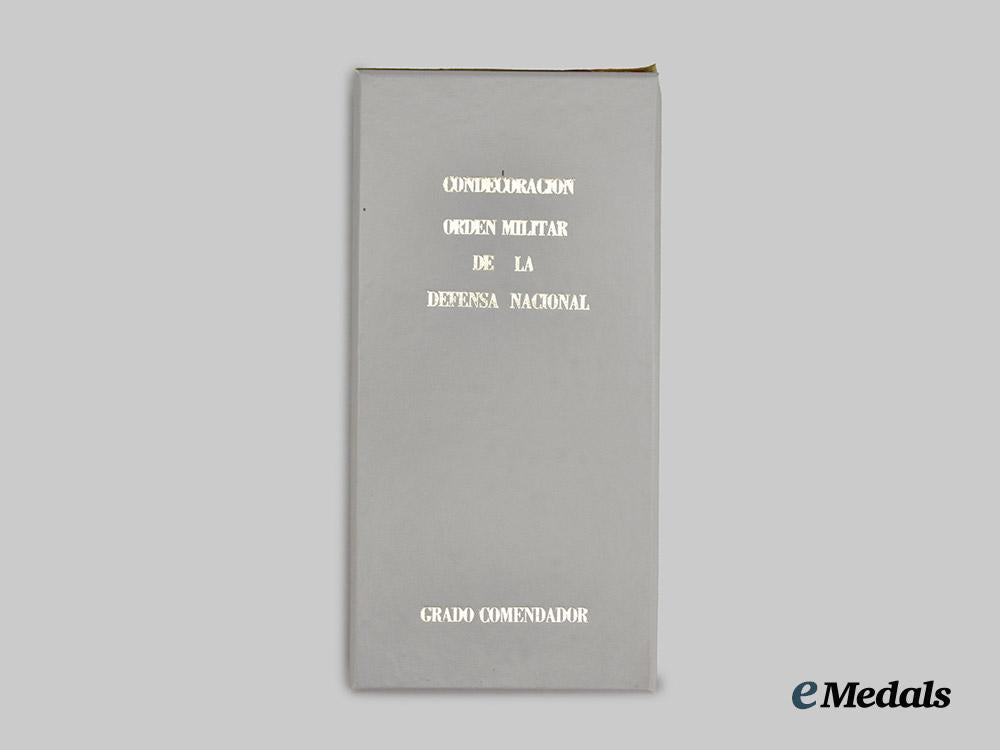 CONDECORACION
ORDEN MILITAR
DE LA
DEFENSA NACIONAL
GRADO COMENDADOR
eMedals